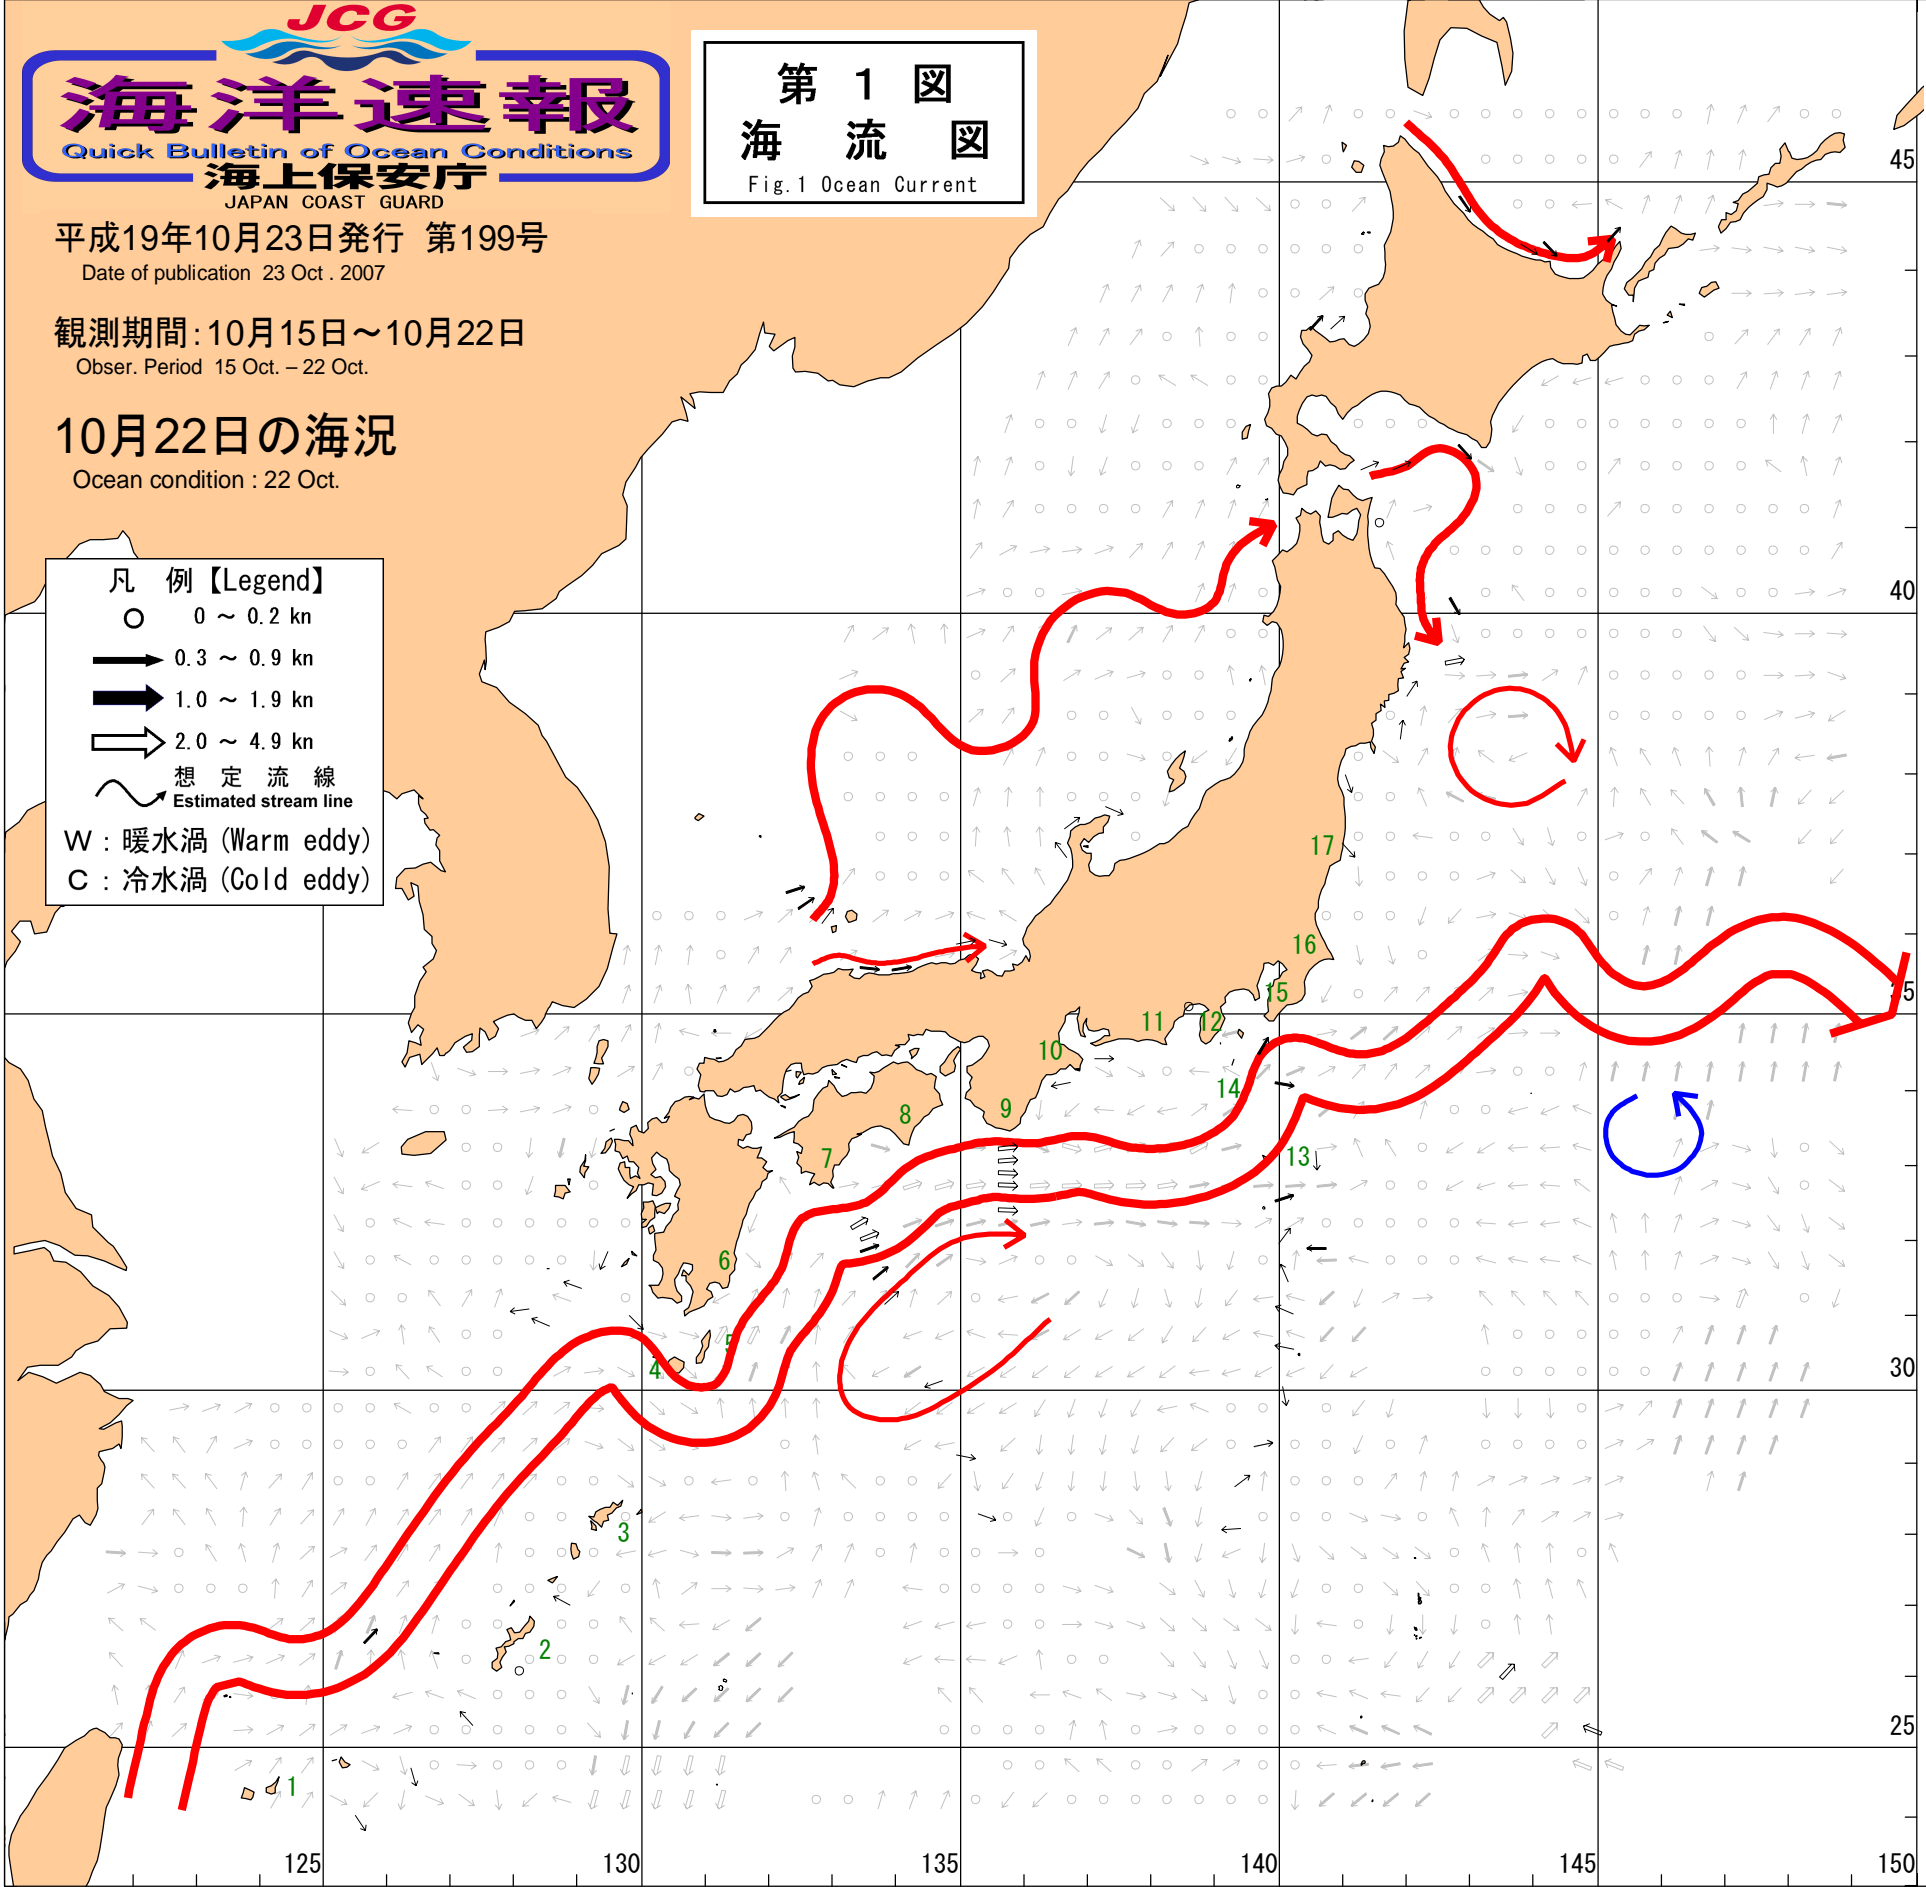 JCG
海洋速報
Quick Bulletin of Ocean Conditions
海上保安庁
JAPAN COAST GUARD
平成19年10月23日発行 第199号
Date of publication 23 Oct . 2007
観測期間:10月15日～10月22日
Obser. Period 15 Oct. – 22 Oct.
10月22日の海況
Ocean condition : 22 Oct.
第 1 図
海 流 図
Fig.1 Ocean Current
凡 例【Legend】
0 ～ 0.2 kn
0.3 ～ 0.9 kn
1.0 ～ 1.9 kn
2.0 ～ 4.9 kn
想 定 流 線
Estimated stream line
W : 暖水渦 (Warm eddy)
C : 冷水渦 (Cold eddy)
45
40
35
30
25
17
16
15
12
11
10
14
9
8
7
13
6
5
4
3
2
1
125
130
135
140
145
150